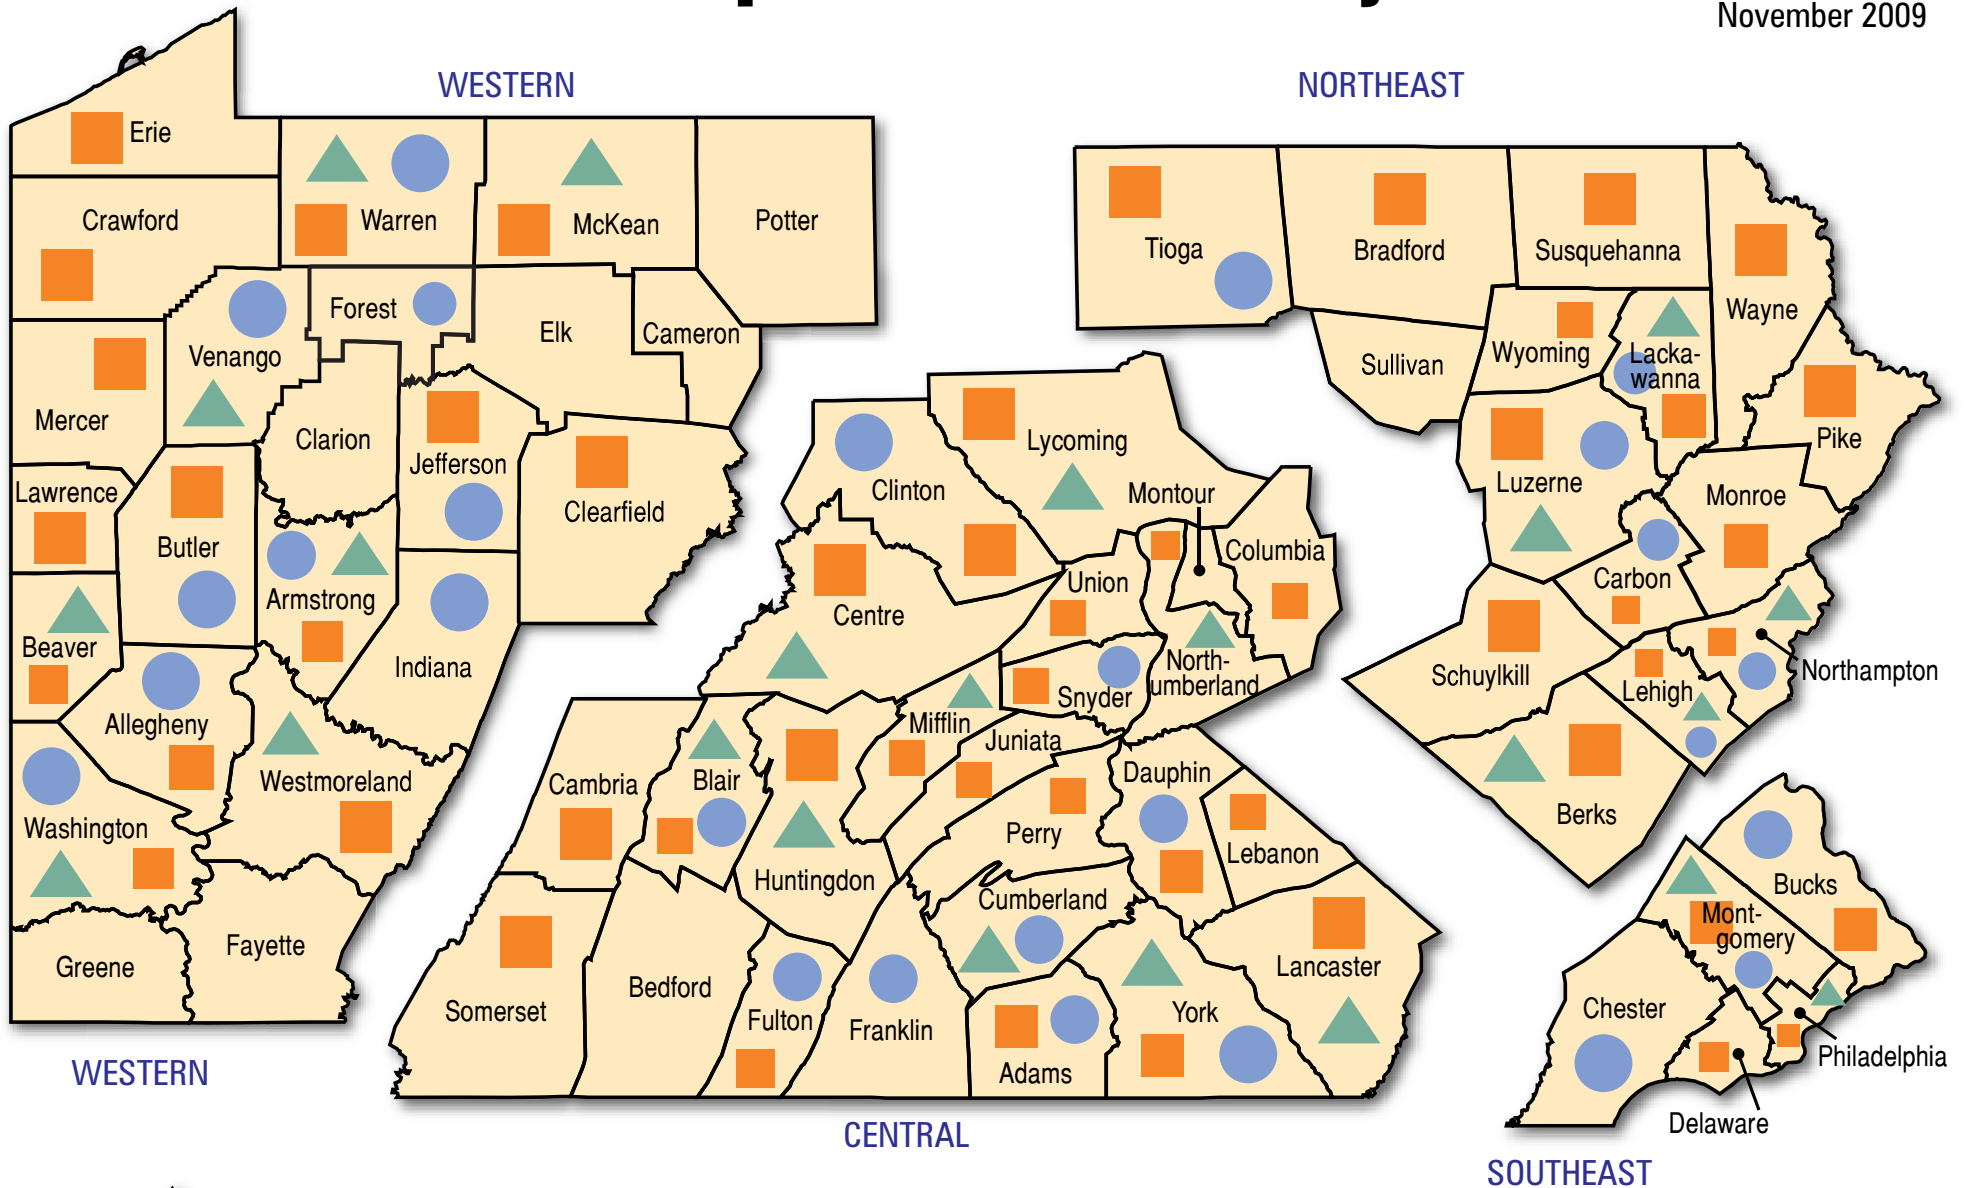 November 2009
WESTERN
NORTHEAST
Erie
Crawford
Warren
McKean
Potter
Tioga
Bradford
Susquehanna
Wayne
Venango
Forest
Elk
Cameron
Sullivan
Wyoming
Lacka-
wanna
Pike
Mercer
Clarion
Jefferson
Clearfield
Clinton
Lycoming
Montour
Columbia
Luzerne
Monroe
Lawrence
Butler
Armstrong
Indiana
Centre
Union
Carbon
Beaver
Snyder
North-
umberland
Schuylkill
Lehigh
Northampton
Allegheny
Westmoreland
Cambria
Blair
Mifflin
Juniata
Dauphin
Berks
Washington
Huntingdon
Perry
Lebanon
Cumberland
Bucks
Mont-
gomery
Greene
Fayette
Somerset
Bedford
Fulton
Franklin
Adams
York
Lancaster
Chester
Philadelphia
Delaware
WESTERN
CENTRAL
SOUTHEAST